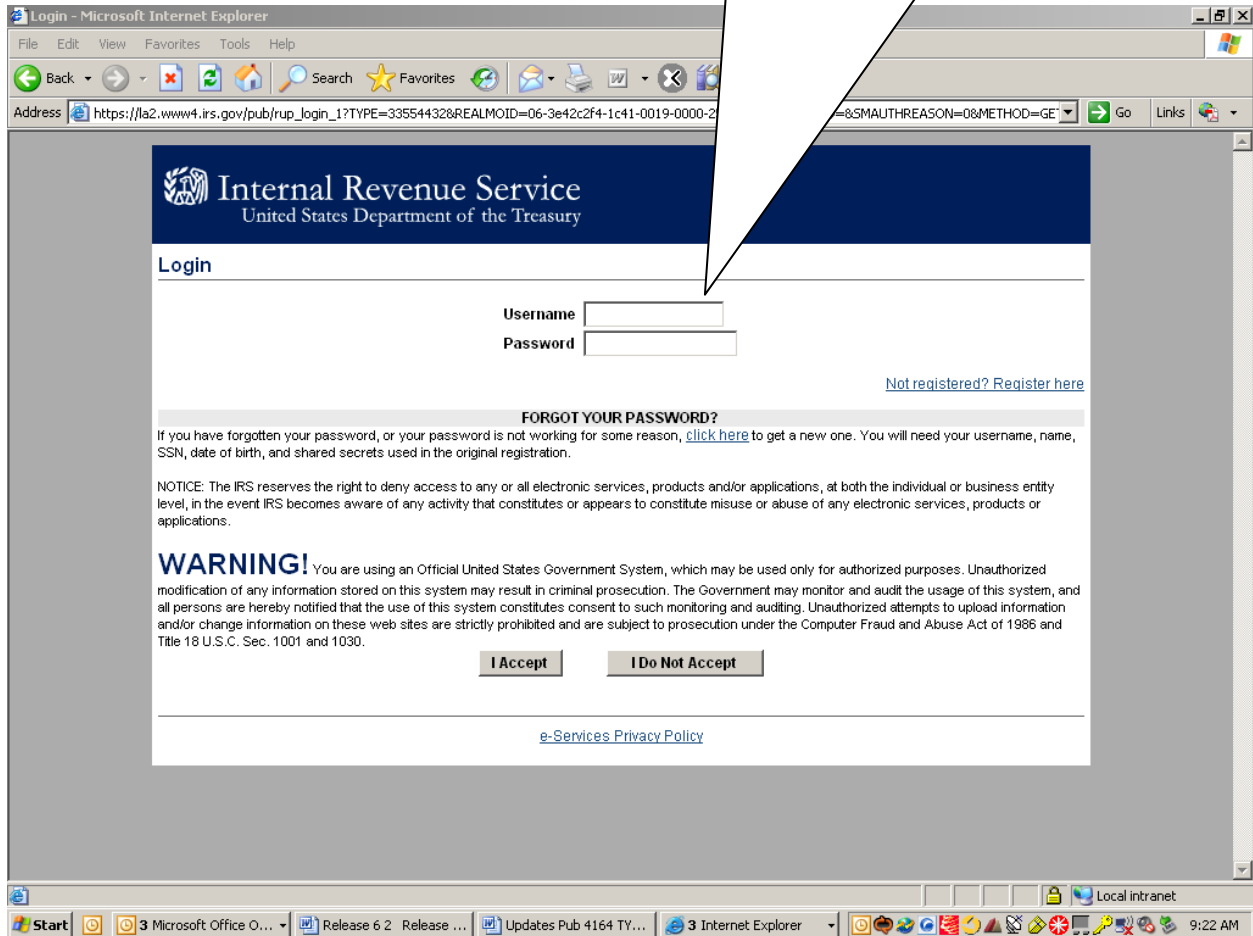 Login - Microsoft Internet Explorer
File Edit View Favorites Tools Help
Back Search Favorites
Address https://la2.www4.irs.gov/pub/rup_login_1?TYPE=33554432&REALMOID=06-3e42c2f4-1c41-0019-0000- =&SMAUTHREASON=0&METHOD=GE Go Links
Internal Revenue Service
United States Department of the Treasury
Login
Username
Password
Not registered? Register here
FORGOT YOUR PASSWORD?
If you have forgotten your password, or your password is not working for some reason, click here to get a new one. You will need your username, name,
SSN, date of birth, and shared secrets used in the original registration.
NOTICE: The IRS reserves the right to deny access to any or all electronic services, products and/or applications, at both the individual or business entity
level, in the event IRS becomes aware of any activity that constitutes or appears to constitute misuse or abuse of any electronic services, products or
applications.
WARNING! You are using an Official United States Government System, which may be used only for authorized purposes. Unauthorized
modification of any information stored on this system may result in criminal prosecution. The Government may monitor and audit the usage of this system, and
all persons are hereby notified that the use of this system constitutes consent to such monitoring and auditing. Unauthorized attempts to upload information
and/or change information on these web sites are strictly prohibited and are subject to prosecution under the Computer Fraud and Abuse Act of 1986 and
Title 18 U.S.C. Sec. 1001 and 1030.
I Accept I Do Not Accept
e-Services Privacy Policy
Local intranet
Start 3 Microsoft Office O... Release 6 2 Release ... Updates Pub 4164 TY... 3 Internet Explorer 9:22 AM